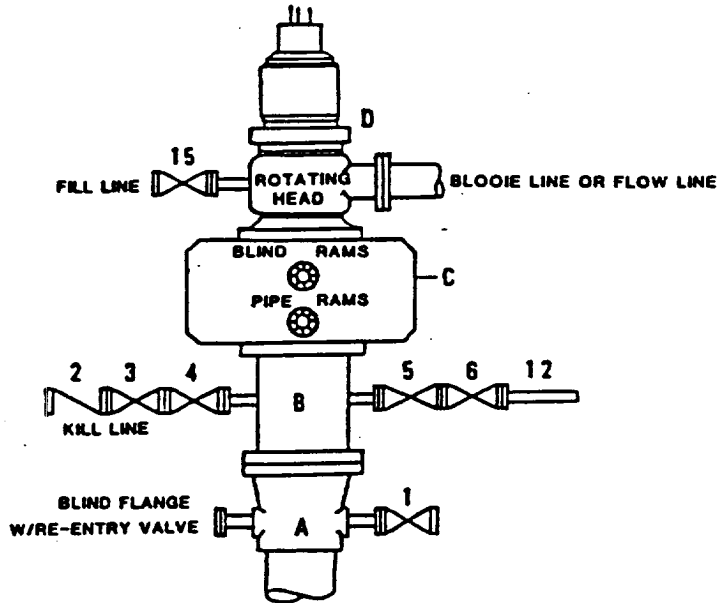 D
15
FILL LINE
ROTATING
HEAD
BLOOIE LINE OR FLOW LINE
BLIND RAMS
C
PIPE RAMS
2 3 4
5 6 12
B
KILL LINE
BLIND FLANGE
W/RE-ENTRY VALVE
1
A